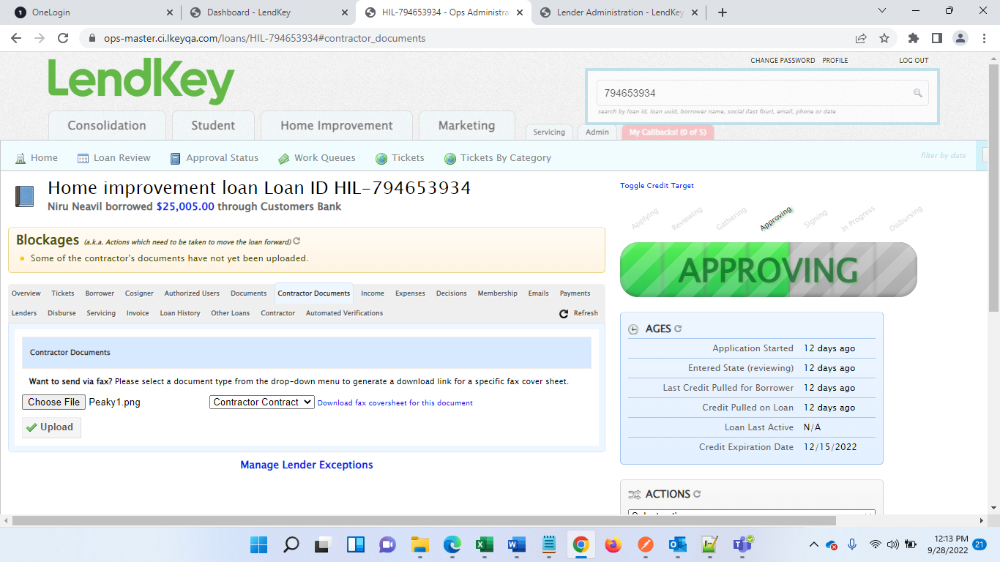 OneLogin
Dashboard - LendKey
HIL-794653934 - Ops Administra
Lender Administration - LendKey
ops-master.ci.lkeyqa.com/loans/HIL-794653934#contractor_documents
CHANGE PASSWORD PROFILE LOG OUT
LendKey
794653934
search by loan id, loan uuid, borrower name, social (last four), email, phone or date
Consolidation Student Home Improvement Marketing Servicing Admin My Callbacks! (0 of 5)
Home Loan Review Approval Status Work Queues Tickets Tickets By Category filter by date
Home improvement loan Loan ID HIL-794653934
Niru Neavil borrowed $25,005.00 through Customers Bank
Blockages (a.k.a. Actions which need to be taken to move the loan forward)
Some of the contractor's documents have not yet been uploaded.
Overview Tickets Borrower Cosigner Authorized Users Documents Contractor Documents Income Expenses Decisions Membership Emails Payments
Lenders Disburse Servicing Invoice Loan History Other Loans Contractor Automated Verifications Refresh
Contractor Documents
Want to send via fax? Please select a document type from the drop-down menu to generate a download link for a specific fax cover sheet.
Choose File Peaky1.png Contractor Contract Download fax coversheet for this document
Upload
Manage Lender Exceptions
Toggle Credit Target
Applying Reviewing Gathering Approving Signing In Progress Disbursing
APPROVING
AGES
Application Started 12 days ago
Entered State (reviewing) 12 days ago
Last Credit Pulled for Borrower 12 days ago
Credit Pulled on Loan 12 days ago
Loan Last Active N/A
Credit Expiration Date 12/15/2022
ACTIONS
12:13 PM
9/28/2022
21